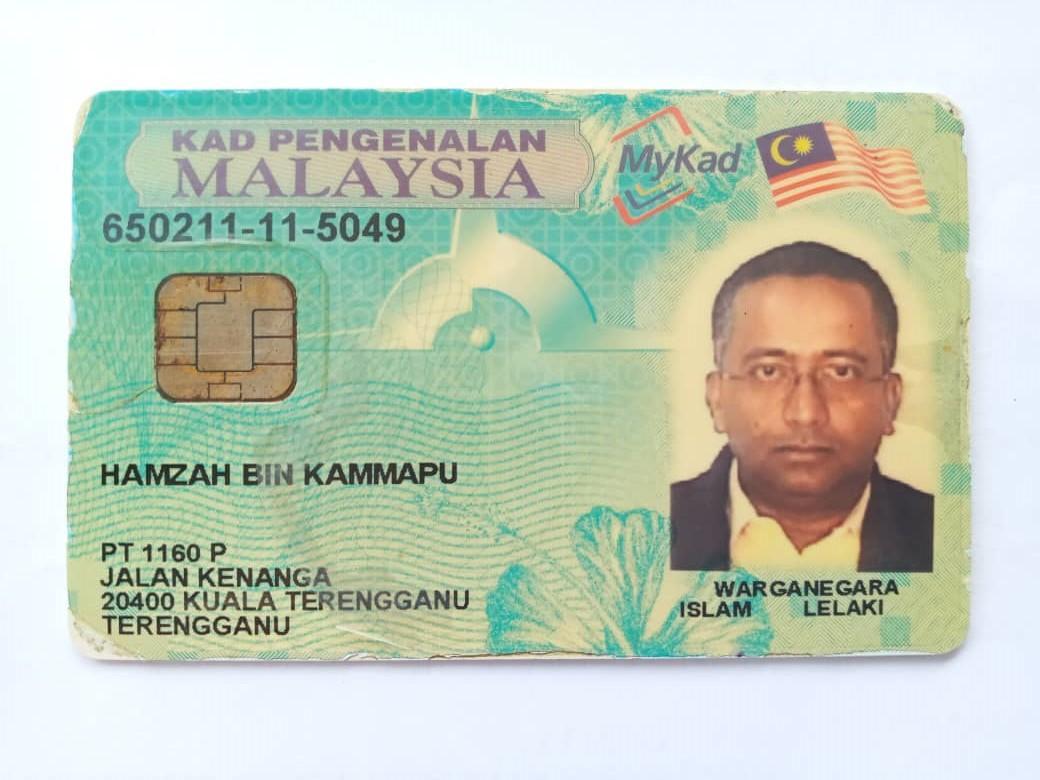 KAD PENGENALAN
MALAYSIA
MyKad
650211-11-5049
HAMZAH BIN KAMMAPU
PT 1160 P
JALAN KENANGA
20400 KUALA TERENGGANU
TERENGGANU
WARGANEGARA
ISLAM LELAKI